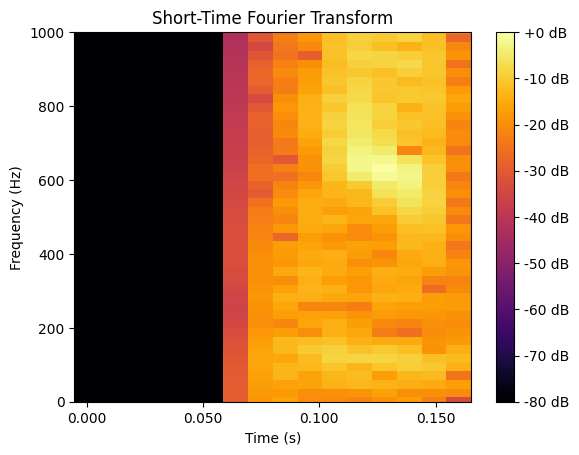 Short-Time Fourier Transform
Frequency (Hz)
1000
800
600
400
200
0
0.000
0.050
0.100
0.150
Time (s)
+0 dB
-10 dB
-20 dB
-30 dB
-40 dB
-50 dB
-60 dB
-70 dB
-80 dB